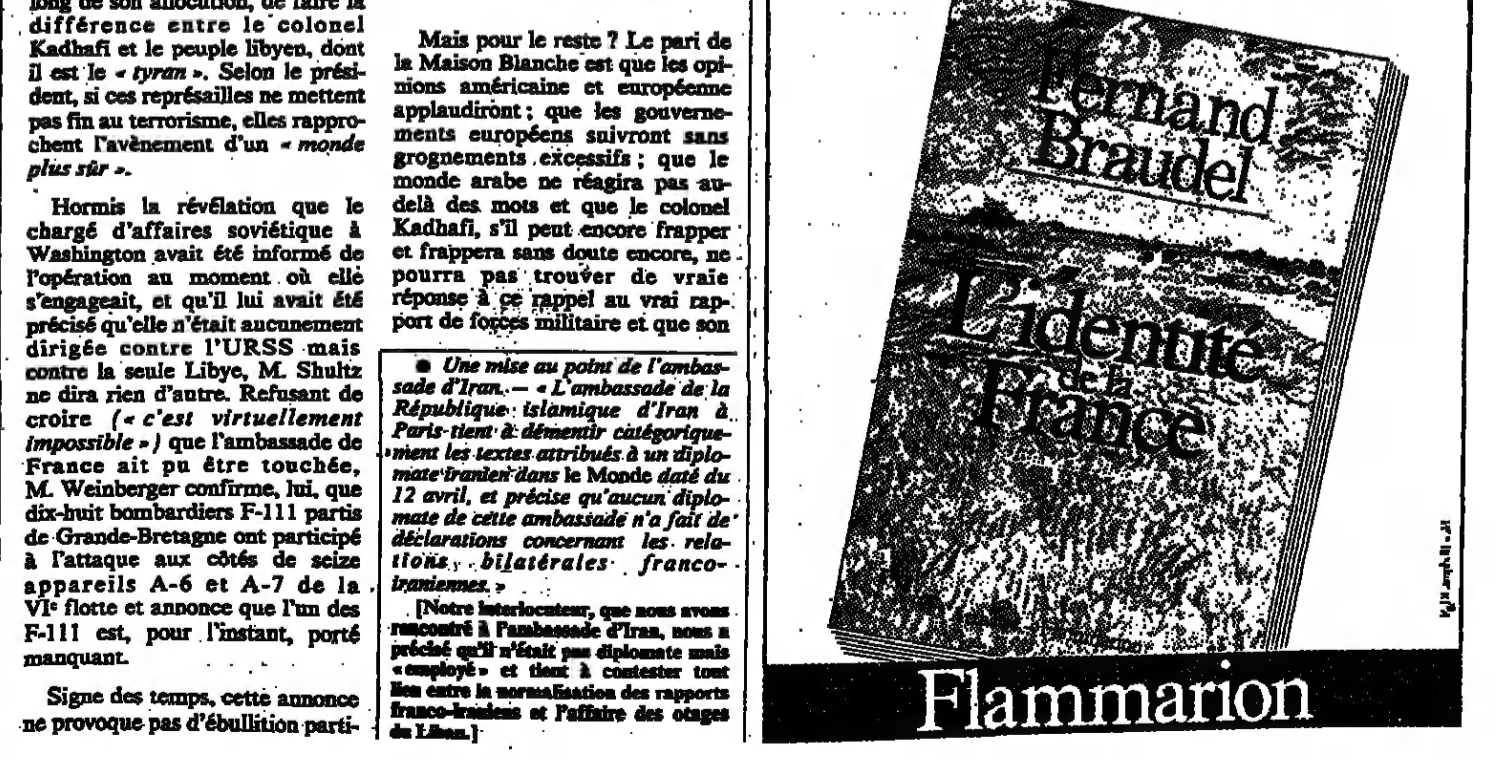 long de son allocution, de faire la
différence entre le colonel
Kadhafi et le peuple libyen, dont
il est le « tyran ». Selon le prési-
dent, si ces représailles ne mettent
pas fin au terrorisme, elles rappro-
chent l'avènement d'un « monde
plus sûr ».
Hormis la révélation que le
chargé d'affaires soviétique à
Washington avait été informé de
l'opération au moment où elle
s'engageait, et qu'il lui avait été
précisé qu'elle n'était aucunement
dirigée contre l'URSS mais
contre la seule Libye, M. Shultz
ne dira rien d'autre. Refusant de
croire (« c'est virtuellement
impossible ») que l'ambassade de
France ait pu être touchée,
M. Weinberger confirme, lui, que
dix-huit bombardiers F-111 partis
de Grande-Bretagne ont participé
à l'attaque aux côtés de seize
appareils A-6 et A-7 de la
VIe flotte et annonce que l'un des
F-111 est, pour l'instant, porté
manquant.
Signe des temps, cette annonce
ne provoque pas d'ébullition parti-
Mais pour le reste ? Le pari de
la Maison Blanche est que les opi-
nions américaine et européenne
applaudiront ; que les gouverne-
ments européens suivront sans
grognements excessifs ; que le
monde arabe ne réagira pas au-
delà des mots et que le colonel
Kadhafi, s'il peut encore frapper
et frappera sans doute encore, ne
pourra pas trouver de vraie
réponse à ce rappel au vrai rap-
port de forces militaire et que son
● Une mise au point de l'ambas-
sade d'Iran. — « L'ambassade de la
République islamique d'Iran à
Paris tient à démentir catégorique-
ment les textes attribués à un diplo-
mate iranien dans le Monde daté du
12 avril, et précise qu'aucun diplo-
mate de cette ambassade n'a fait de
déclarations concernant les rela-
tions bilatérales franco-
iraniennes. »
[Notre interlocuteur, que nous avons
rencontré à l'ambassade d'Iran, nous a
précisé qu'il n'était pas diplomate mais
« employé » et tient à contester tout
lien entre la normalisation des rapports
franco-iraniens et l'affaire des otages
du Liban.]
Fernand
Braudel
L'identité
de la
France
Flammarion